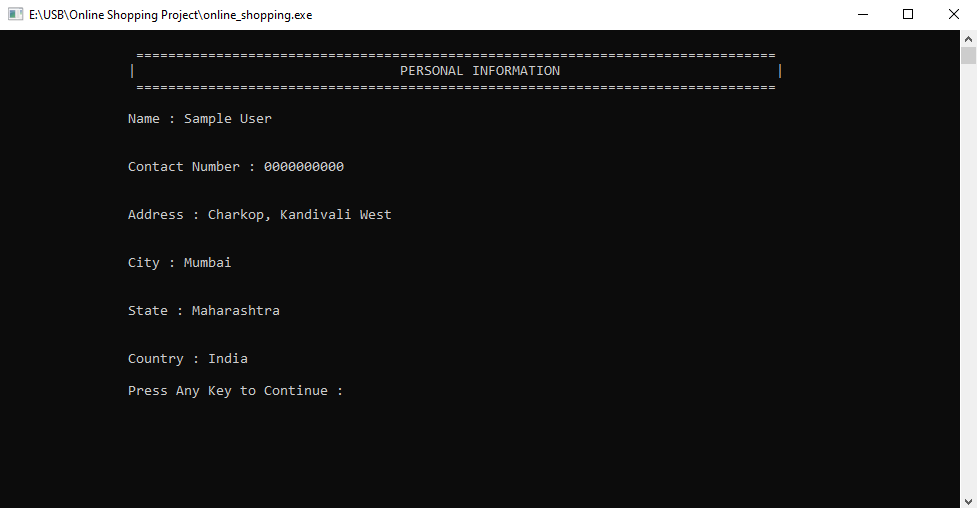 E:\USB\Online Shopping Project\online_shopping.exe
================================================================================
| PERSONAL INFORMATION |
================================================================================
Name : Sample User
Contact Number : 0000000000
Address : Charkop, Kandivali West
City : Mumbai
State : Maharashtra
Country : India
Press Any Key to Continue :